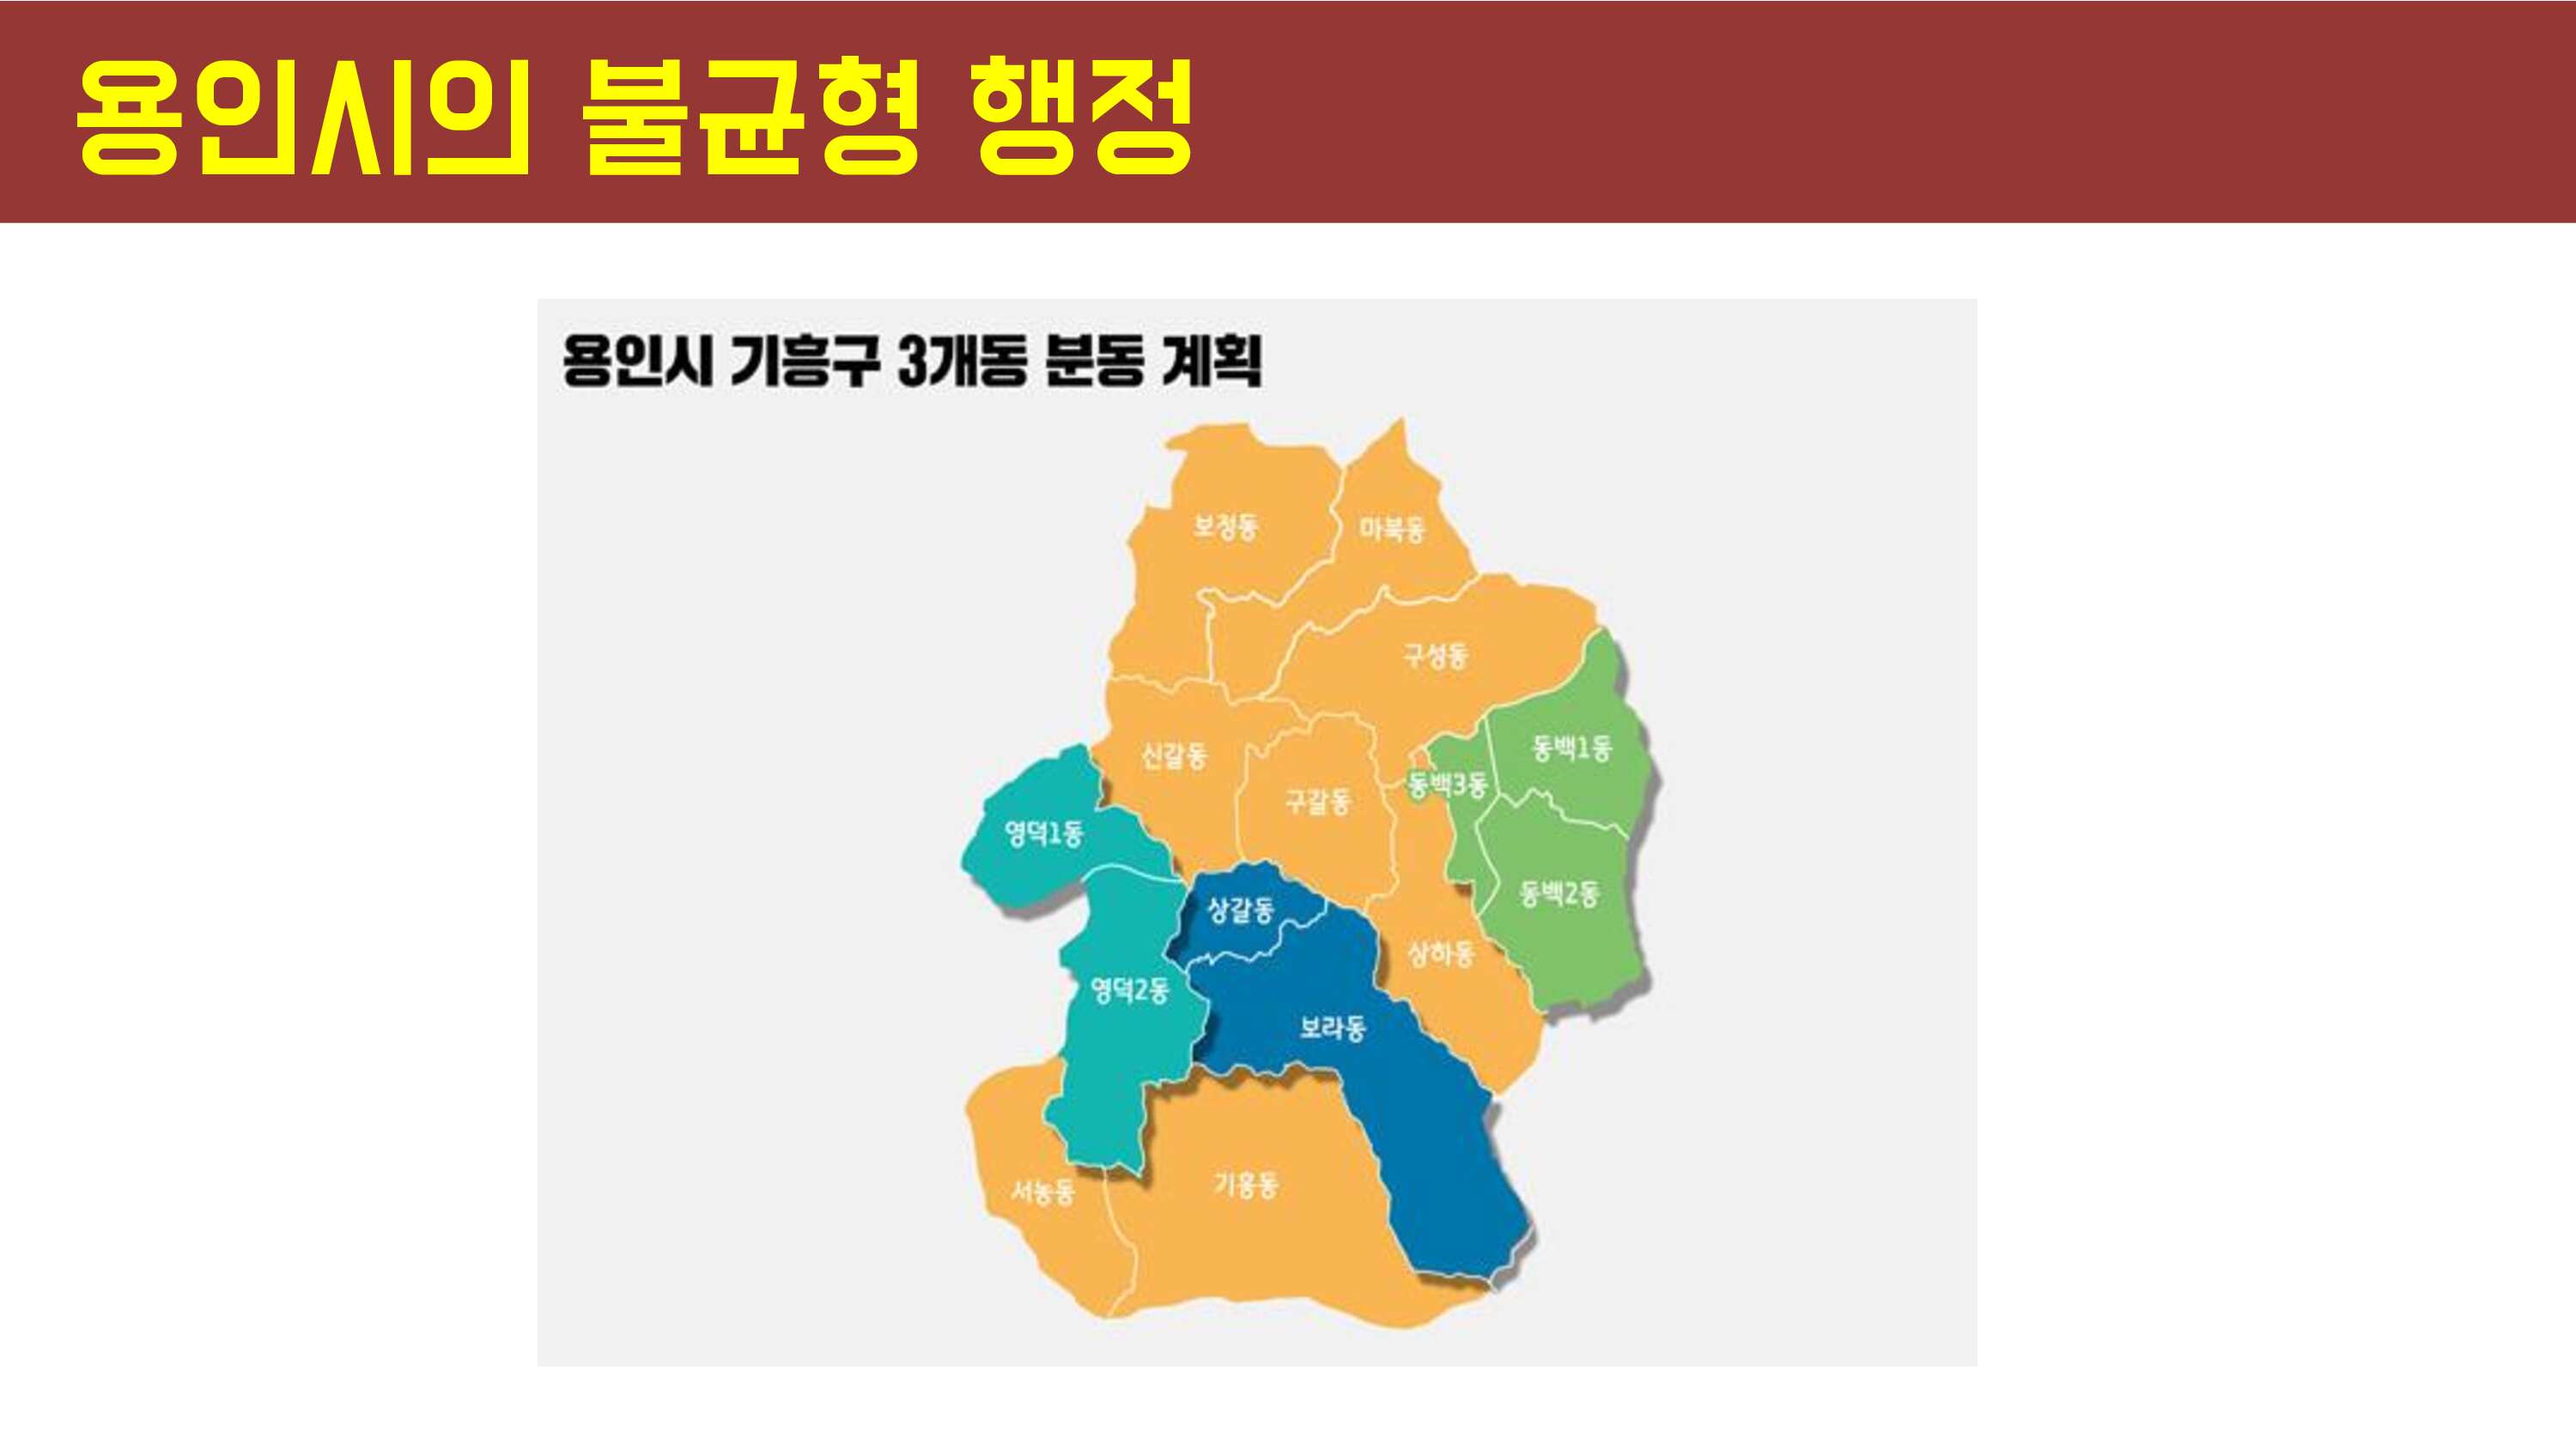 용인시의 불균형 행정
용인시 기흥구 3개동 분동 계획
보정동
마북동
구성동
동백1동
신갈동
동백3동
구갈동
영덕1동
동백2동
상갈동
상하동
영덕2동
보라동
기흥동
서농동